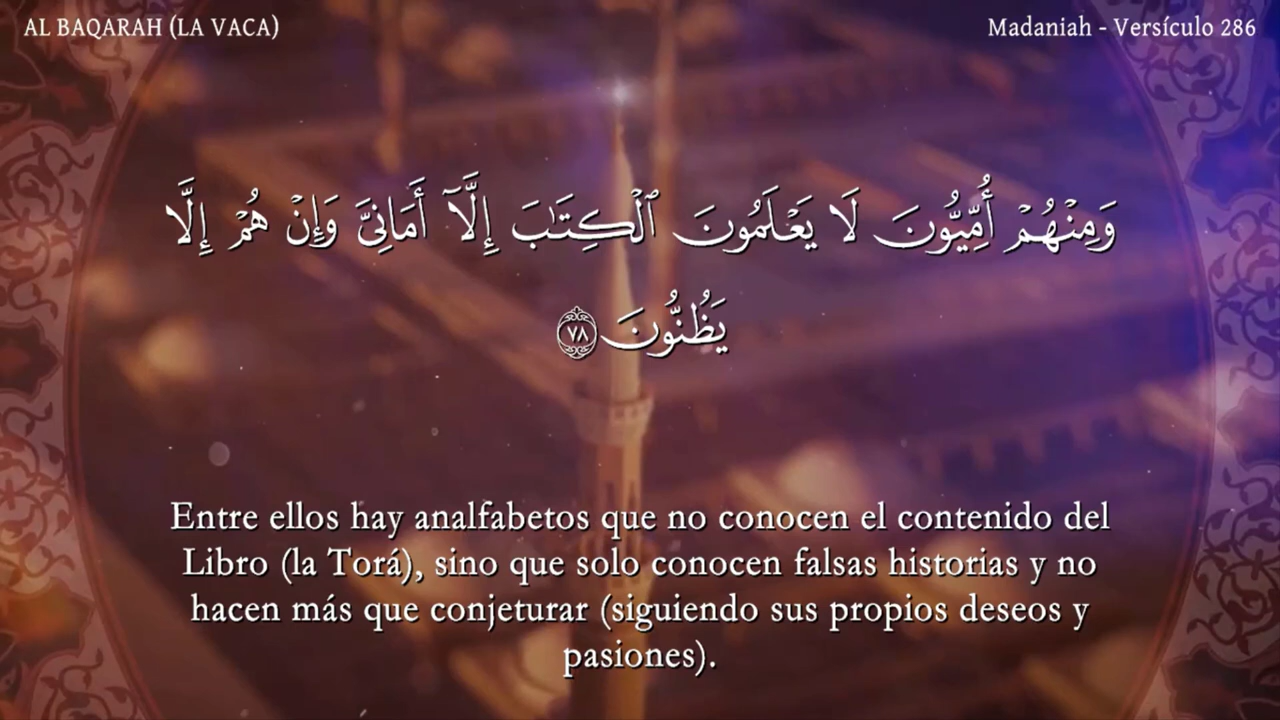 AL BAQARAH (LA VACA)
Madaniah - Versículo 286
وَمِنْهُمْ أُمِّيُّونَ لَا يَعْلَمُونَ ٱلْكِتَٰبَ إِلَّآ أَمَانِىَّ وَإِنْ هُمْ إِلَّا
يَظُنُّونَ ٧٨
Entre ellos hay analfabetos que no conocen el contenido del
Libro (la Torá), sino que solo conocen falsas historias y no
hacen más que conjeturar (siguiendo sus propios deseos y
pasiones).